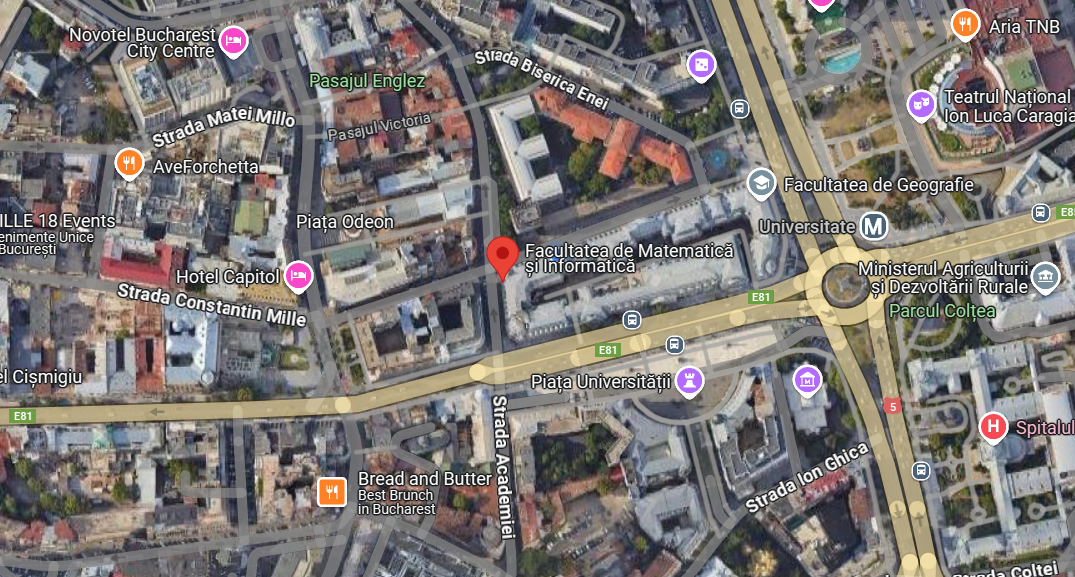 Novotel Bucharest
City Centre
Aria TNB
Strada Biserica Enei
Pasajul Englez
Teatrul Național
Ion Luca Caragia
Strada Matei Millo
Pasajul Victoria
AveForchetta
Facultatea de Geografie
ILLE 18 Events
enimente Unice
București
Piața Odeon
Universitate
M
E8
Facultatea de Matematică
și Informatică
Hotel Capitol
Ministerul Agriculturii
și Dezvoltării Rurale
E81
Parcul Colțea
Strada Constantin Mille
E81
el Cișmigiu
Piața Universității
E81
5
Strada Academiei
H
Spitalul
Strada Ion Ghica
Bread and Butter
Best Brunch
in Bucharest
Strada Colței